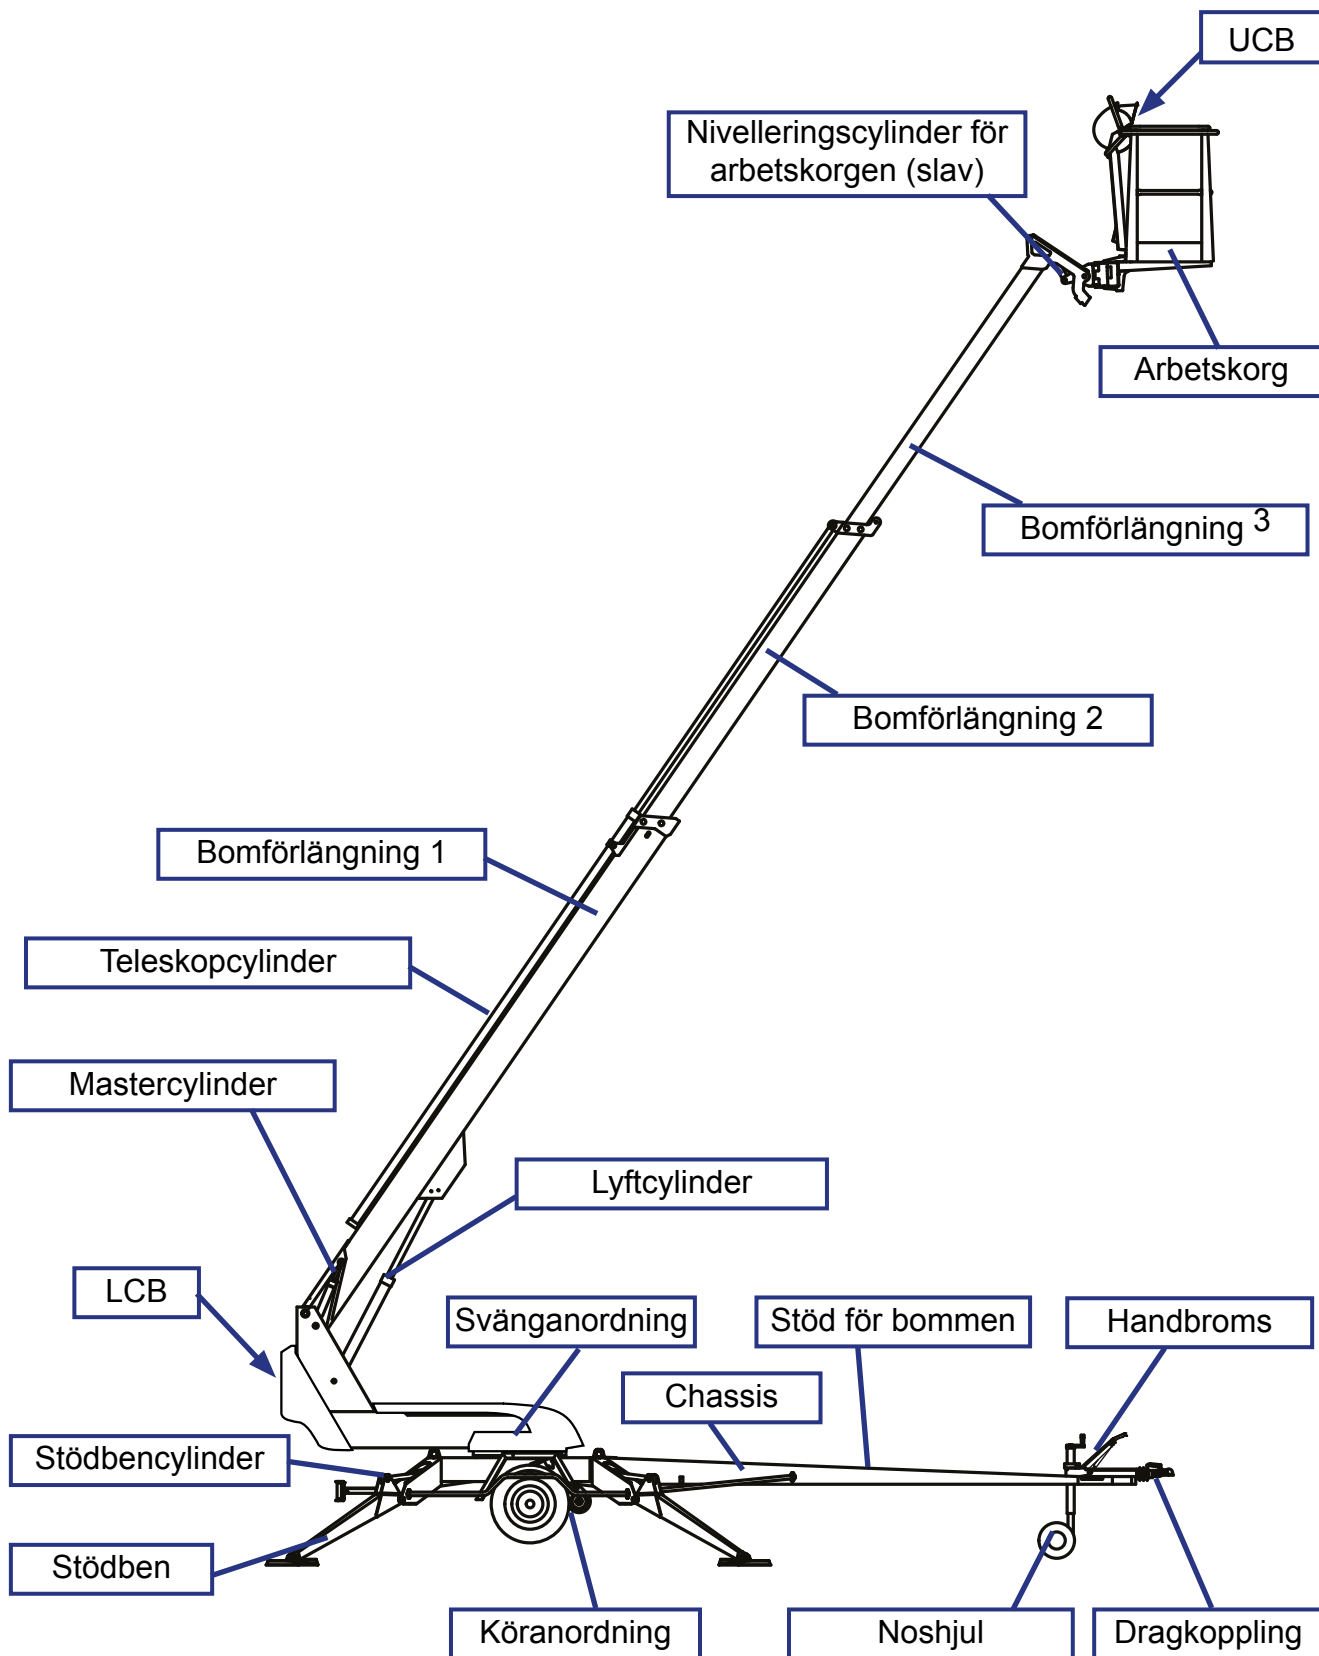 UCB
Nivelleringscylinder för
arbetskorgen (slav)
Arbetskorg
Bomförlängning 3
Bomförlängning 2
Bomförlängning 1
Teleskopcylinder
Mastercylinder
Lyftcylinder
LCB
Svänganordning
Stöd för bommen
Handbroms
Chassis
Stödbencylinder
Stödben
Köranordning
Noshjul
Dragkoppling